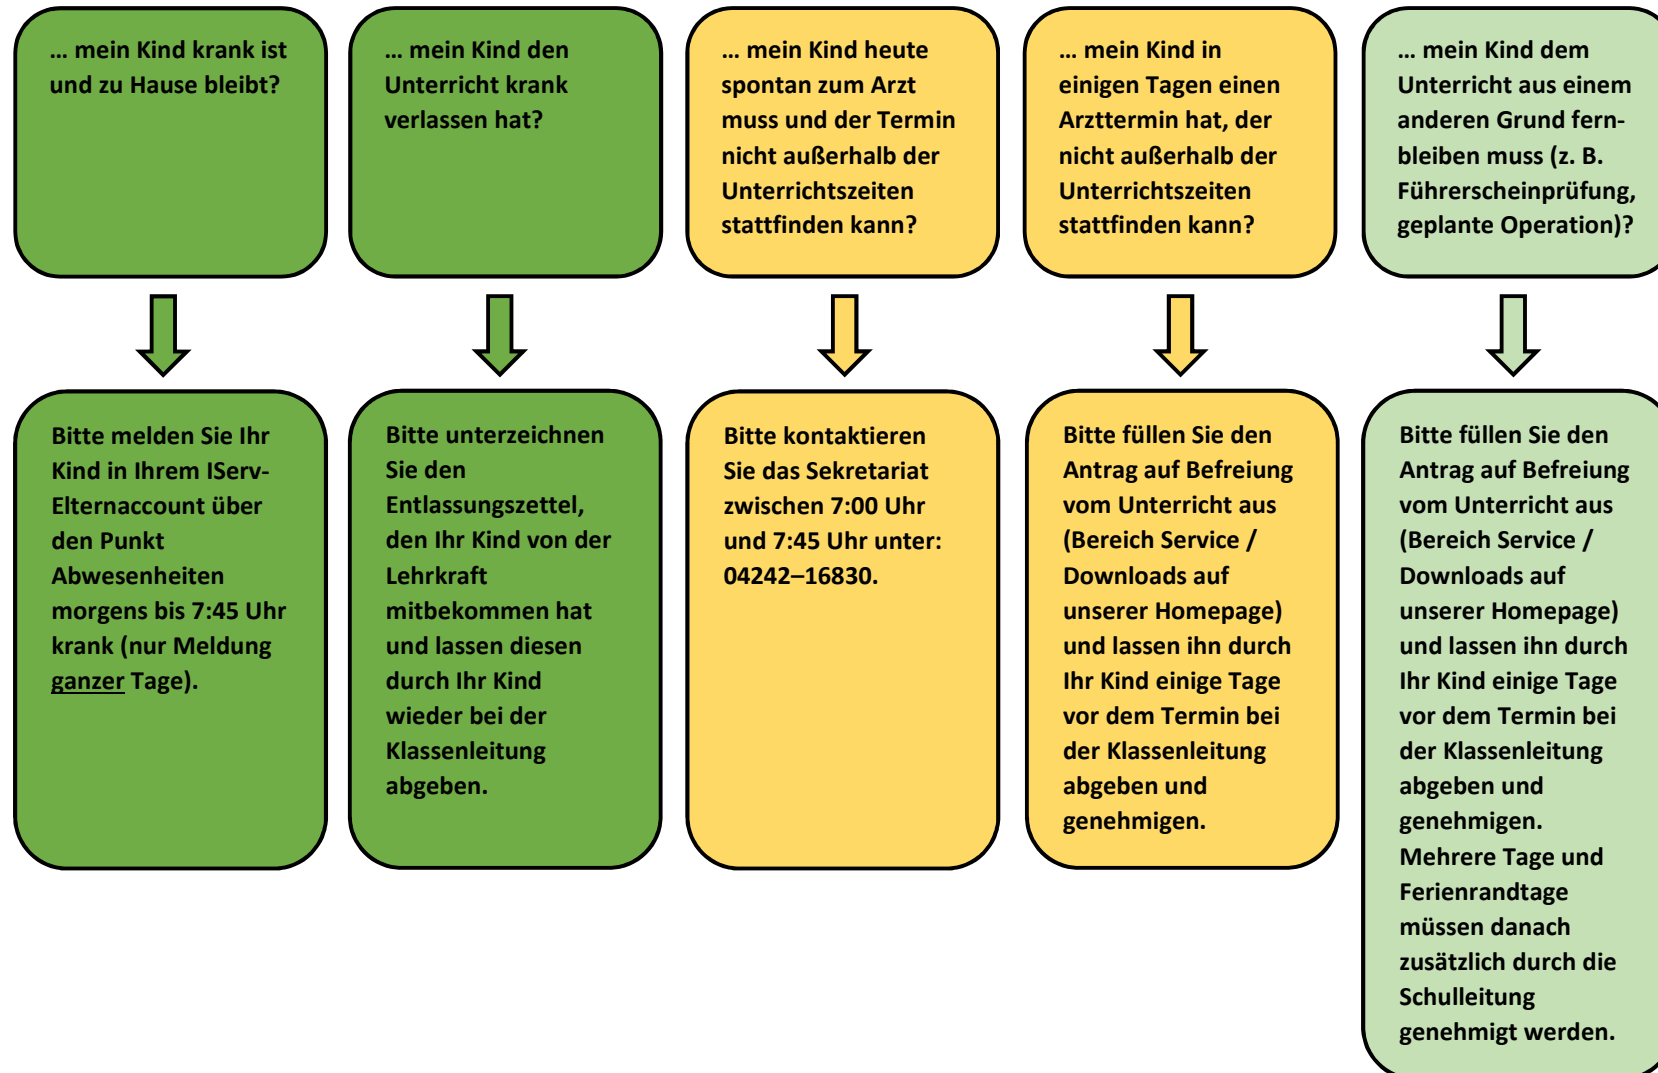 ... mein Kind krank ist
und zu Hause bleibt?
... mein Kind den
Unterricht krank
verlassen hat?
... mein Kind heute
spontan zum Arzt
muss und der Termin
nicht außerhalb der
Unterrichtszeiten
stattfinden kann?
... mein Kind in
einigen Tagen einen
Arzttermin hat, der
nicht außerhalb der
Unterrichtszeiten
stattfinden kann?
... mein Kind dem
Unterricht aus einem
anderen Grund fern-
bleiben muss (z. B.
Führerscheinprüfung,
geplante Operation)?
Bitte melden Sie Ihr
Kind in Ihrem IServ-
Elternaccount über
den Punkt
Abwesenheiten
morgens bis 7:45 Uhr
krank (nur Meldung
ganzer Tage).
Bitte unterzeichnen
Sie den
Entlassungszettel,
den Ihr Kind von der
Lehrkraft
mitbekommen hat
und lassen diesen
durch Ihr Kind
wieder bei der
Klassenleitung
abgeben.
Bitte kontaktieren
Sie das Sekretariat
zwischen 7:00 Uhr
und 7:45 Uhr unter:
04242–16830.
Bitte füllen Sie den
Antrag auf Befreiung
vom Unterricht aus
(Bereich Service /
Downloads auf
unserer Homepage)
und lassen ihn durch
Ihr Kind einige Tage
vor dem Termin bei
der Klassenleitung
abgeben und
genehmigen.
Bitte füllen Sie den
Antrag auf Befreiung
vom Unterricht aus
(Bereich Service /
Downloads auf
unserer Homepage)
und lassen ihn durch
Ihr Kind einige Tage
vor dem Termin bei
der Klassenleitung
abgeben und
genehmigen.
Mehrere Tage und
Ferienrandtage
müssen danach
zusätzlich durch die
Schulleitung
genehmigt werden.